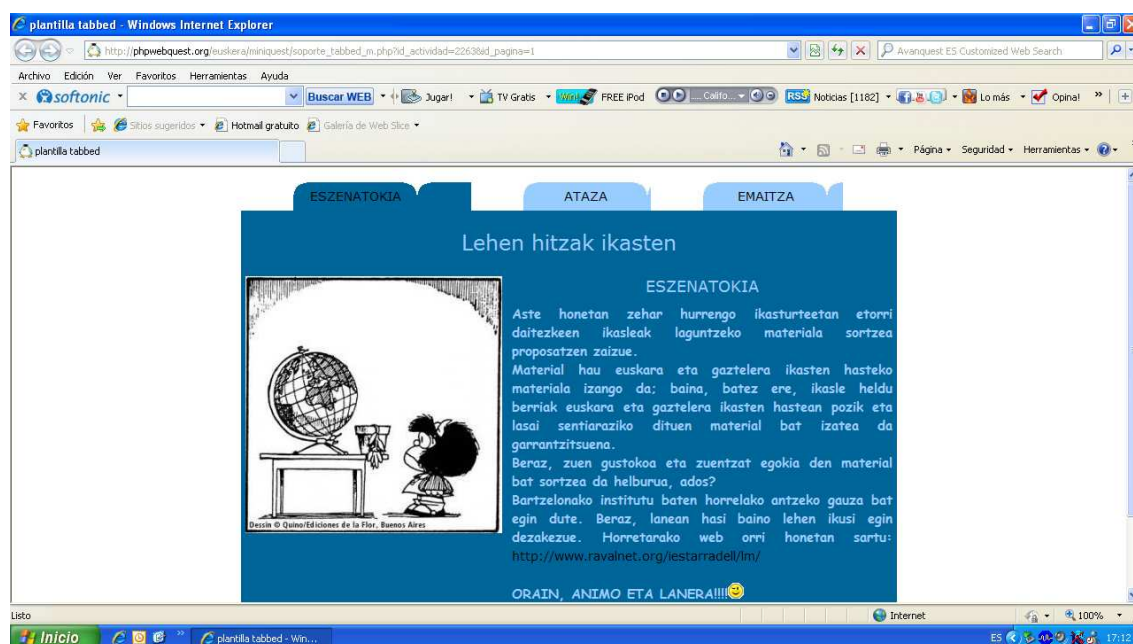 plantilla tabbed - Windows Internet Explorer
http://phpwebquest.org/euskera/miniquest/soporte_tabbed_m.php?id_actividad=2263&id_pagina=1
Avanquest ES Customized Web Search
Archivo Edición Ver Favoritos Herramientas Ayuda
softonic Buscar WEB Jugar! TV Gratis FREE iPod Noticias [1182] Lo más Opina! »
Favoritos Sitios sugeridos Hotmail gratuito Galería de Web Slice
plantilla tabbed Página Seguridad Herramientas
ESZENATOKIA ATAZA EMAITZA
Lehen hitzak ikasten
ESZENATOKIA
Aste honetan zehar hurrengo ikasturteetan etorri
daitezkeen ikasleak laguntzeko materiala sortzea
proposatzen zaizue.
Material hau euskara eta gaztelera ikasten hasteko
materiala izango da; baina, batez ere, ikasle heldu
berriak euskara eta gaztelera ikasten hastean pozik eta
lasai sentiaraziko dituen material bat izatea da
garrantzitsuena.
Beraz, zuen gustokoa eta zuentzat egokia den material
bat sortzea da helburua, ados?
Bartzelonako institutu baten horrelako antzeko gauza bat
egin dute. Beraz, lanean hasi baino lehen ikusi egin
dezakezue. Horretarako web orri honetan sartu:
http://www.ravalnet.org/iestarradell/lm/
ORAIN, ANIMO ETA LANERA!!!!
Dessin © Quino/Ediciones de la Flor, Buenos Aires
Listo Internet 100%
Inicio » plantilla tabbed - Win... ES 17:12